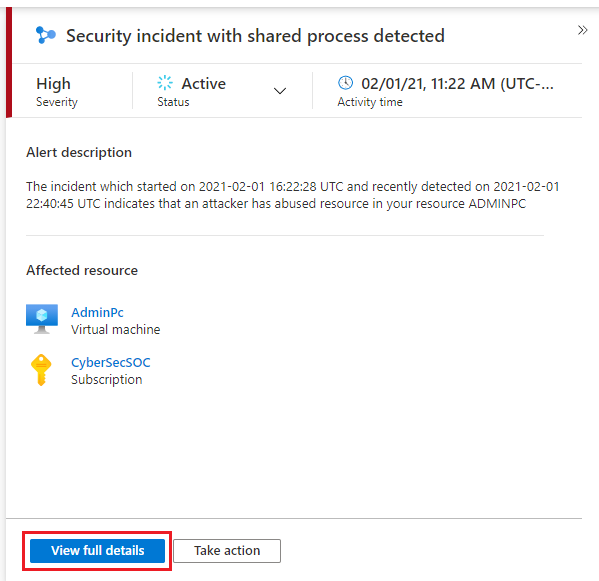 Security incident with shared process detected
High
Severity
Active
Status
02/01/21, 11:22 AM (UTC-...
Activity time
Alert description
The incident which started on 2021-02-01 16:22:28 UTC and recently detected on 2021-02-01
22:40:45 UTC indicates that an attacker has abused resource in your resource ADMINPC
Affected resource
AdminPc
Virtual machine
CyberSecSOC
Subscription
View full details
Take action